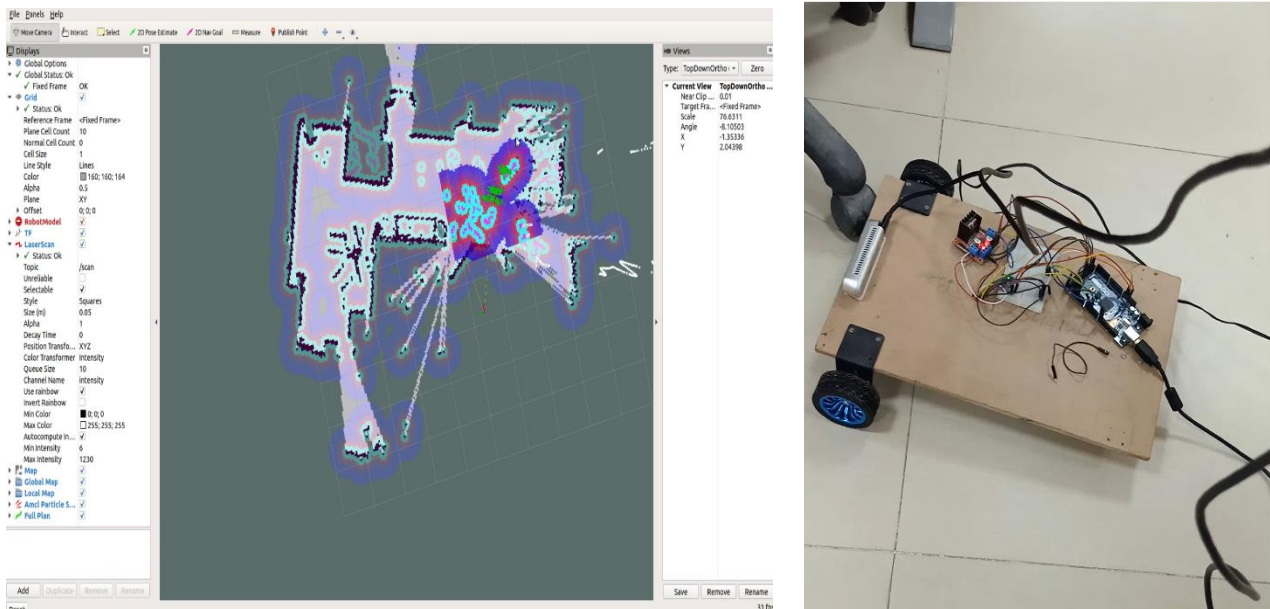 File Panels Help
Move Camera Interact Select 2D Pose Estimate 2D Nav Goal Measure Publish Point
Displays
Global Options
Global Status: Ok
Fixed Frame OK
Grid
Status: Ok
Reference Frame <Fixed Frame>
Plane Cell Count 10
Normal Cell Count 0
Cell Size 1
Line Style Lines
Color 160; 160; 164
Alpha 0.5
Plane XY
Offset 0; 0; 0
RobotModel
TF
LaserScan
Status: Ok
Topic /scan
Unreliable
Selectable
Style Squares
Size (m) 0.05
Alpha 1
Decay Time 0
Position Transfo... XYZ
Color Transformer Intensity
Queue Size 10
Channel Name intensity
Use rainbow
Invert Rainbow
Min Color 0; 0; 0
Max Color 255; 255; 255
Autocompute In...
Min Intensity 6
Max Intensity 1230
Map
Global Map
Local Map
Amcl Particle S...
Full Plan
Add Duplicate Remove Rename
Reset
Views
Type: TopDownOrtho Zero
Current View TopDownOrtho ...
Near Clip ... 0.01
Target Fra... <Fixed Frame>
Scale 76.6311
Angle -8.10503
X -1.35336
Y 2.04398
Save Remove Rename
31 fps